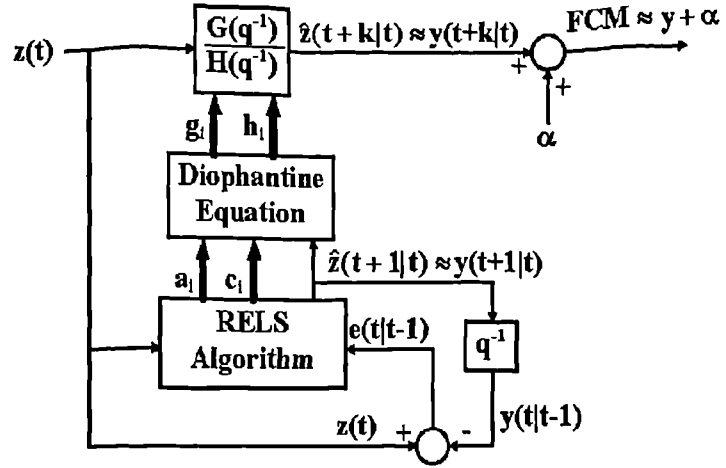 FCM ≈ y + α
z(t)
G(q⁻¹)
H(q⁻¹)
ẑ(t + k|t) ≈ y(t+k|t)
+
+
α
gᵢ
hᵢ
Diophantine
Equation
ẑ(t + 1|t) ≈ y(t+1|t)
aᵢ
cᵢ
RELS
Algorithm
e(t|t-1)
q⁻¹
z(t)
+
-
y(t|t-1)